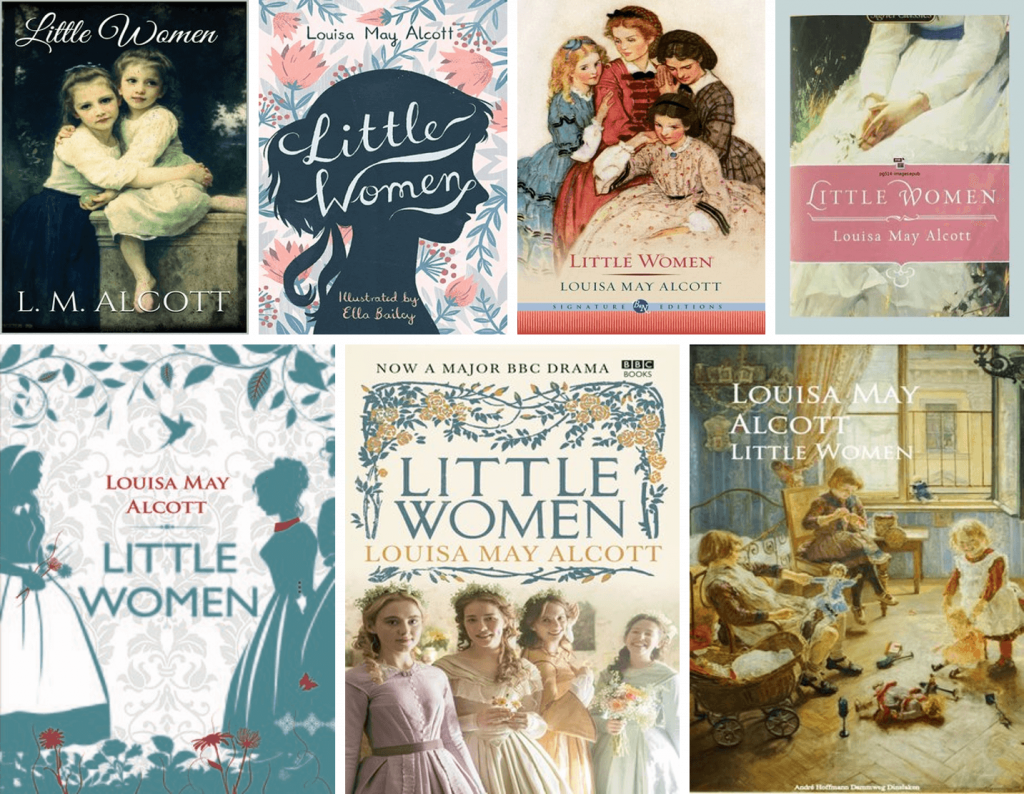 Little Women
L. M. ALCOTT
LOUISA MAY ALCOTT
Little
Women
Illustrated by
Ella Bailey
LITTLE WOMEN
LOUISA MAY ALCOTT
SIGNATURE B&N EDITIONS
Signet Classics
LITTLE WOMEN
Louisa May Alcott
LOUISA MAY
ALCOTT
LITTLE
WOMEN
NOW A MAJOR BBC DRAMA
BBC
BOOKS
LITTLE
WOMEN
LOUISA MAY ALCOTT
LOUISA MAY
ALCOTT
LITTLE WOMEN